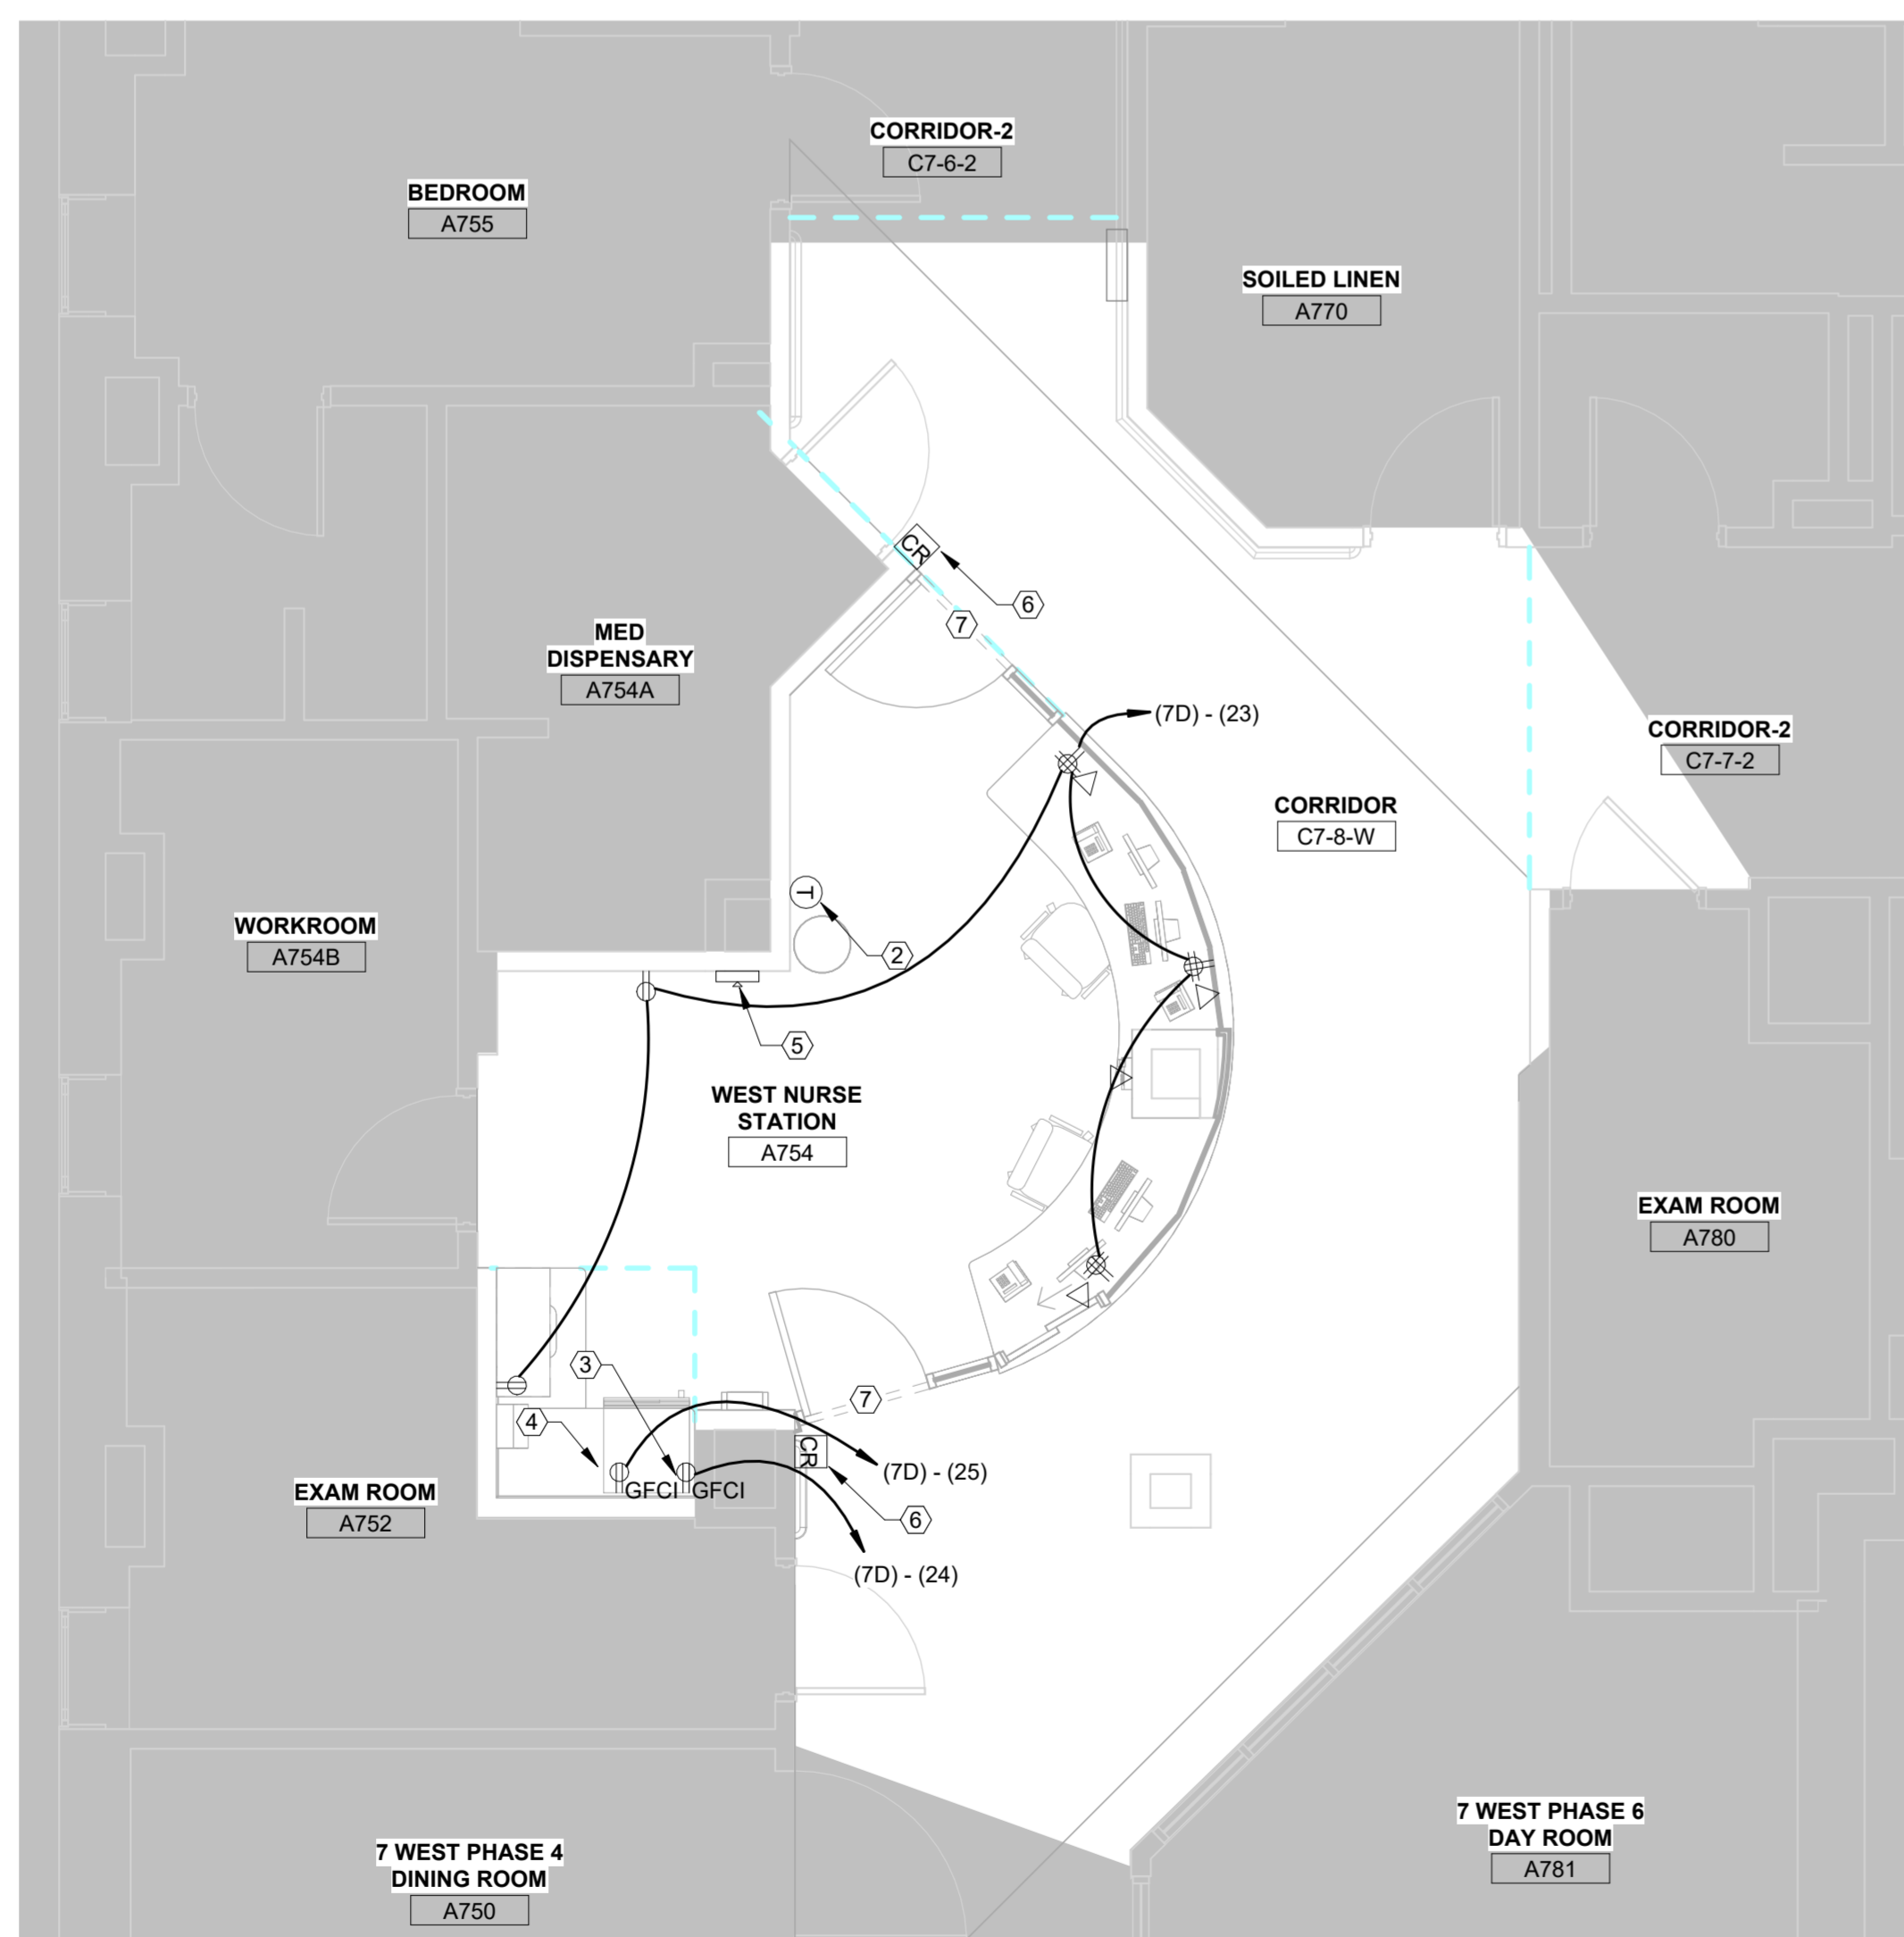 CORRIDOR-2
C7-6-2
BEDROOM
A755
SOILED LINEN
A770
CR
6
7
MED
DISPENSARY
A754A
(7D) - (23)
CORRIDOR-2
C7-7-2
CORRIDOR
C7-8-W
T
2
WORKROOM
A754B
5
WEST NURSE
STATION
A754
EXAM ROOM
A780
3
7
4
CR
(7D) - (25)
GFCI GFCI
EXAM ROOM
A752
6
(7D) - (24)
7 WEST PHASE 6
DAY ROOM
A781
7 WEST PHASE 4
DINING ROOM
A750